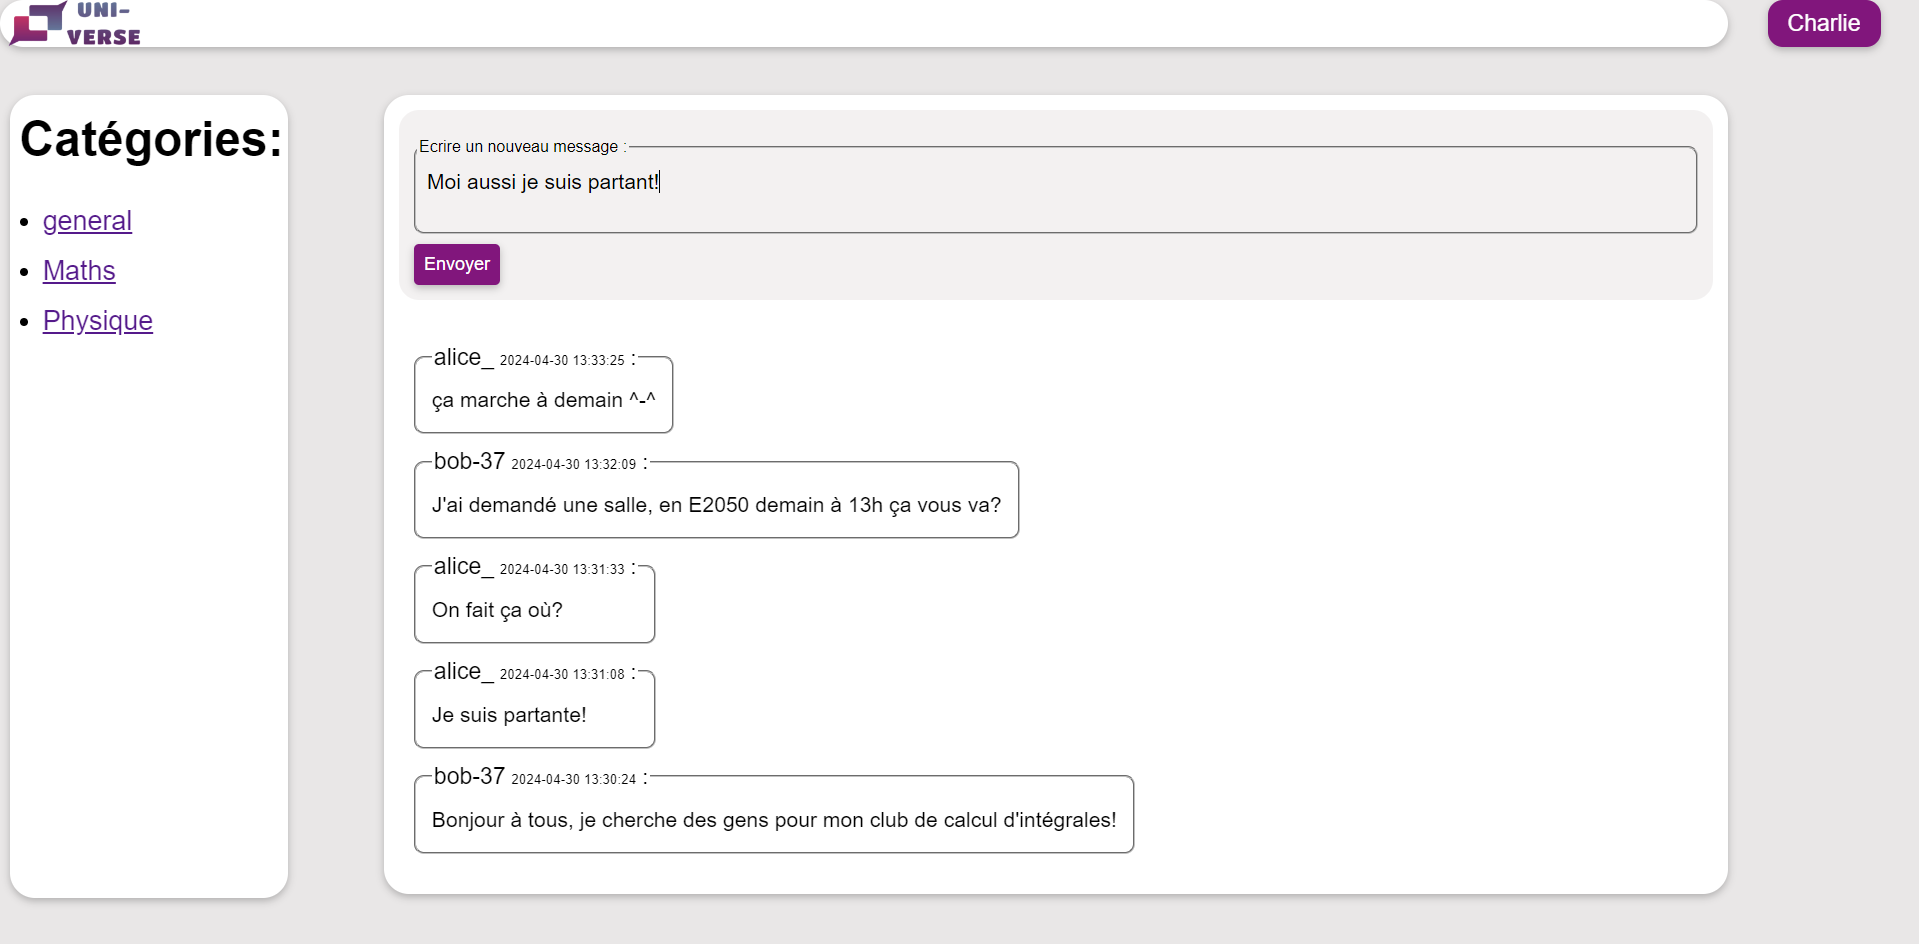 UNI-
VERSE
Charlie
Catégories:
general
Maths
Physique
Ecrire un nouveau message :
Moi aussi je suis partant!
Envoyer
alice_ 2024-04-30 13:33:25 :
ça marche à demain ^-^
bob-37 2024-04-30 13:32:09 :
J'ai demandé une salle, en E2050 demain à 13h ça vous va?
alice_ 2024-04-30 13:31:33 :
On fait ça où?
alice_ 2024-04-30 13:31:08 :
Je suis partante!
bob-37 2024-04-30 13:30:24 :
Bonjour à tous, je cherche des gens pour mon club de calcul d'intégrales!